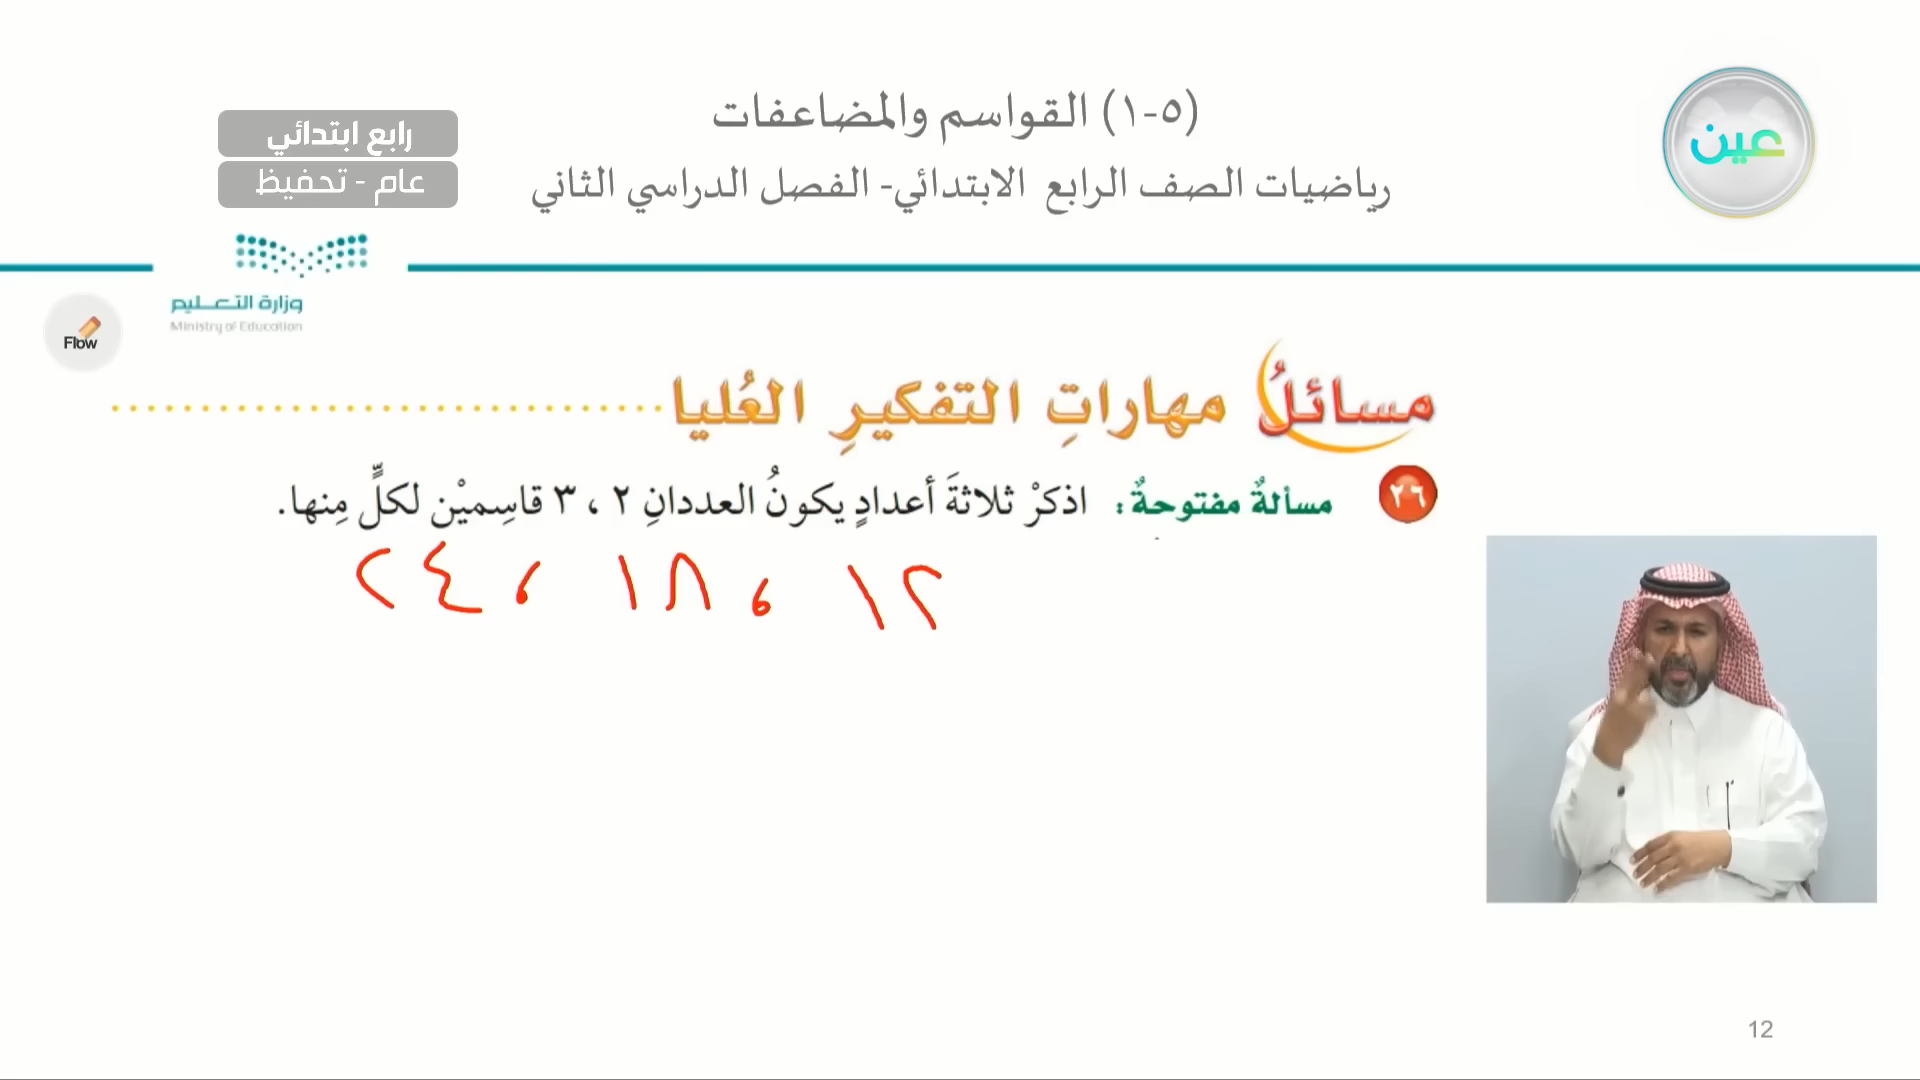 (٥-١) القواسم والمضاعفات
رياضيات الصف الرابع الابتدائي- الفصل الدراسي الثاني
عين
رابع ابتدائي
عام - تحفيظ
وزارة التعليم
Ministry of Education
Flow
مسائلُ مهاراتِ التفكيرِ العُليا
٢٦ مسألةٌ مفتوحةٌ: اذكرْ ثلاثةَ أعدادٍ يكونُ العددانِ ٢ ، ٣ قاسِميْن لكلٍّ مِنها.
١٢ ، ١٨ ، ٢٤
12